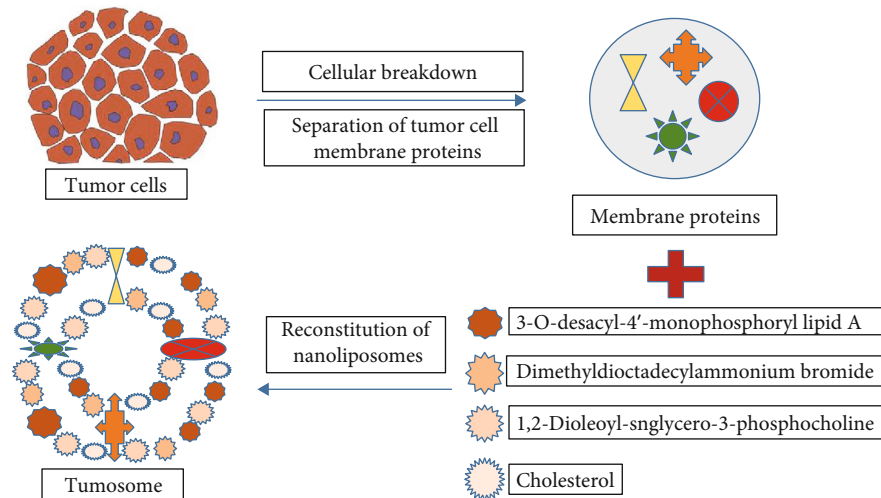 Cellular breakdown
Separation of tumor cell
membrane proteins
Tumor cells
Membrane proteins
Reconstitution of
nanoliposomes
3-O-desacyl-4′-monophosphoryl lipid A
Dimethyldioctadecylammonium bromide
1,2-Dioleoyl-snglycero-3-phosphocholine
Cholesterol
Tumosome